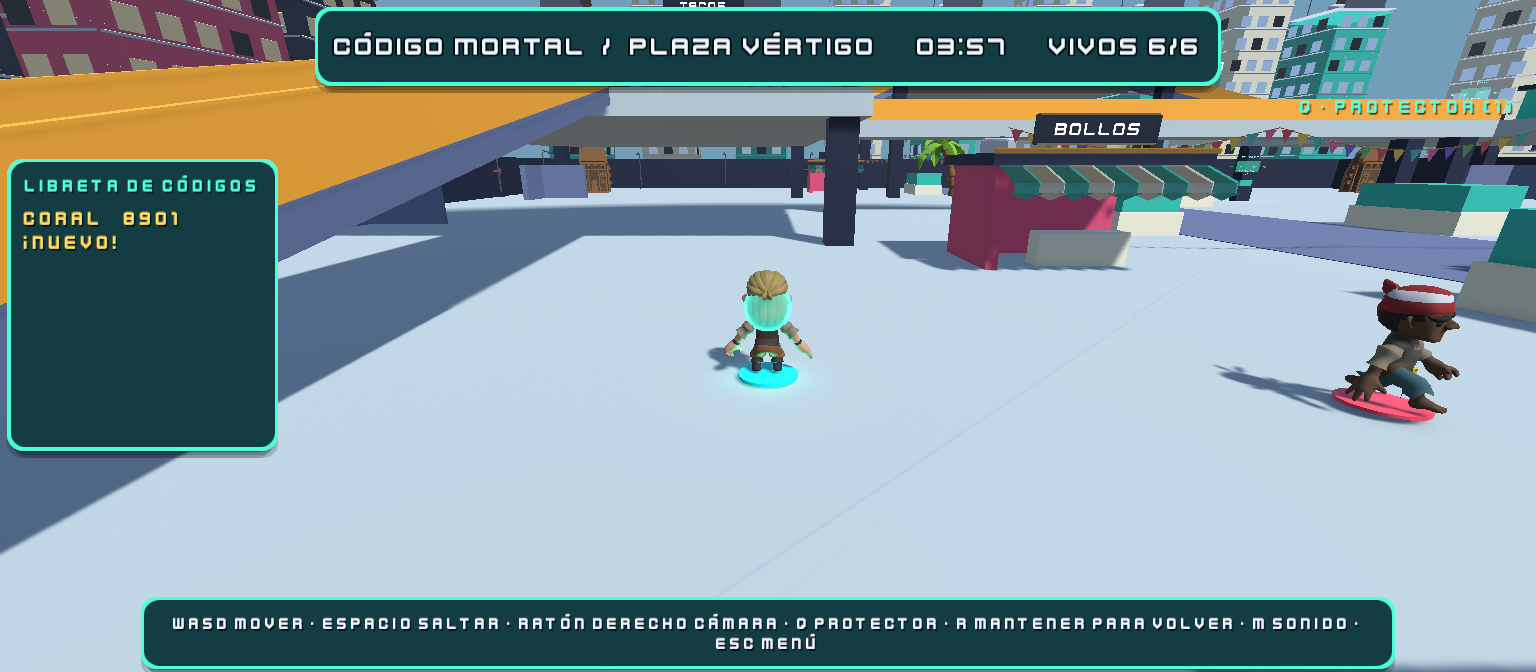 TACOS
CÓDIGO MORTAL / PLAZA VÉRTIGO 03:57 VIVOS 6/6
Q · PROTECTOR (1)
BOLLOS
LIBRETA DE CÓDIGOS
CORAL 8901
¡NUEVO!
WASD MOVER · ESPACIO SALTAR · RATÓN DERECHO CÁMARA · Q PROTECTOR · R MANTENER PARA VOLVER · M SONIDO ·
ESC MENÚ